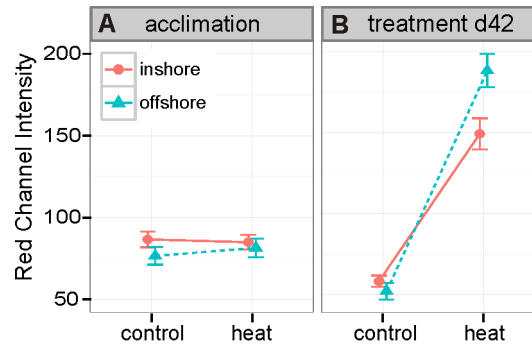 A acclimation
B treatment d42
Red Channel Intensity
200
150
100
50
inshore
offshore
control heat
control heat